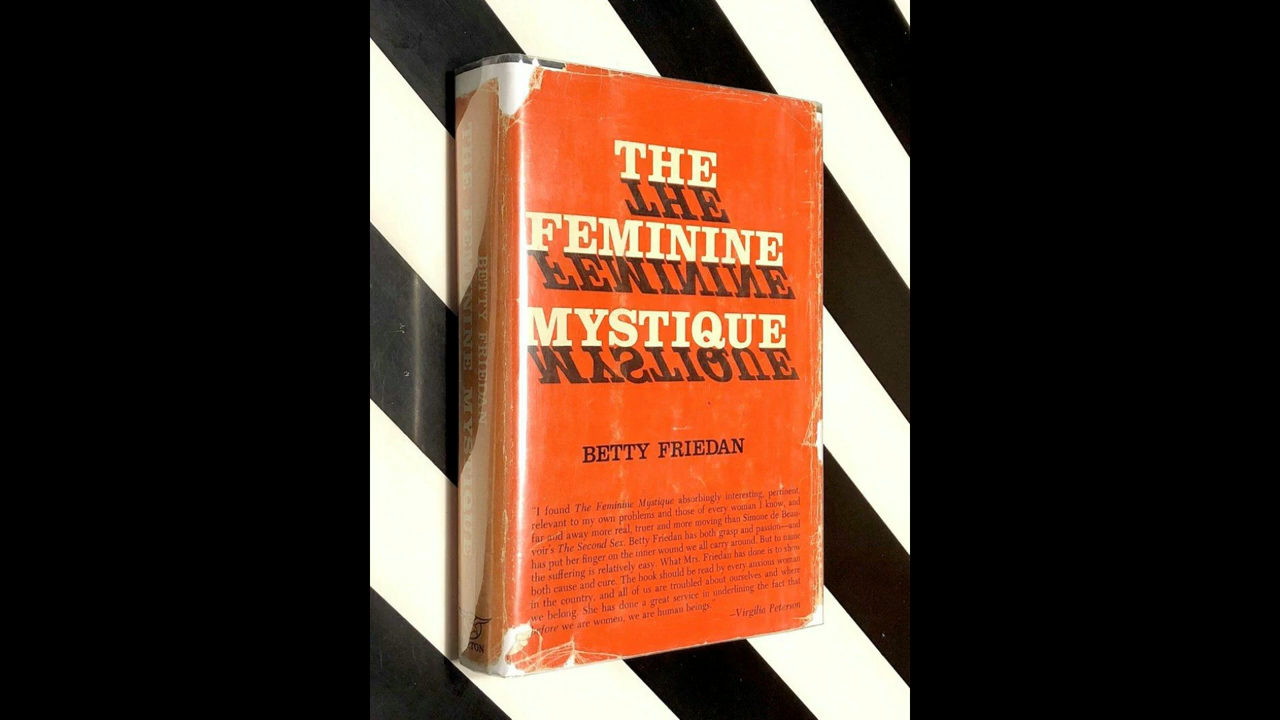 THE
FEMININE
MYSTIQUE
BETTY FRIEDAN
"I found The Feminine Mystique absorbingly interesting, pertinent,
relevant to my own problems and those of every woman I know, and
far and away more real, truer and more moving than Simone de Beau-
voir's The Second Sex. Betty Friedan has both grasp and passion—and
has put her finger on the inner wound we all carry around. But to name
the suffering is relatively easy. What Mrs. Friedan has done is to show
both cause and cure. The book should be read by every anxious woman
in the country, and all of us are troubled about ourselves and where
we belong. She has done a great service in underlining the fact that
before we are women, we are human beings."
—Virgilia Peterson
THE FEMININE MYSTIQUE
BETTY FRIEDAN